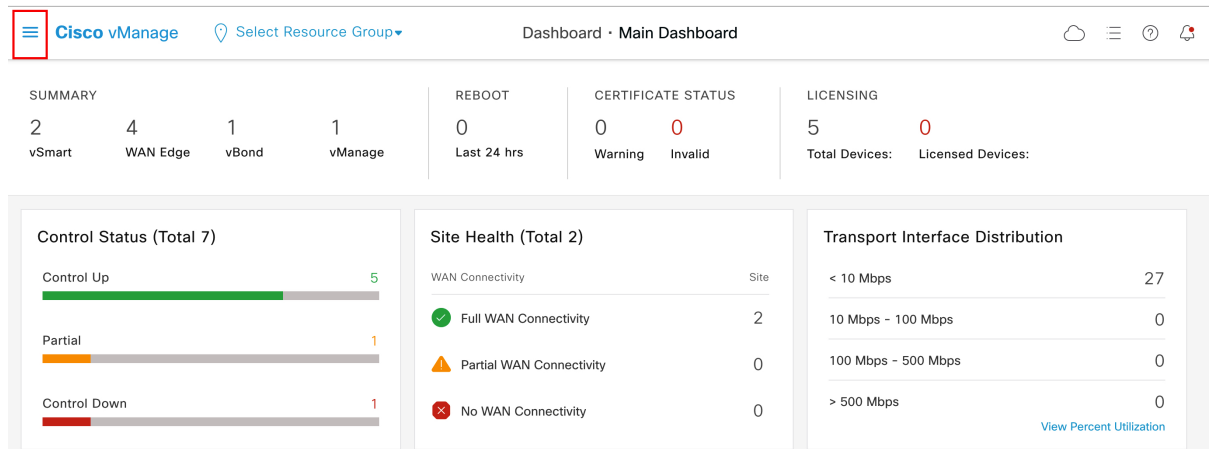 Cisco vManage Select Resource Group▾ Dashboard · Main Dashboard
SUMMARY
2 4 1 1
vSmart WAN Edge vBond vManage
REBOOT
0
Last 24 hrs
CERTIFICATE STATUS
0 0
Warning Invalid
LICENSING
5 0
Total Devices: Licensed Devices:
Control Status (Total 7)
Control Up 5
Partial 1
Control Down 1
Site Health (Total 2)
WAN Connectivity Site
Full WAN Connectivity 2
Partial WAN Connectivity 0
No WAN Connectivity 0
Transport Interface Distribution
< 10 Mbps 27
10 Mbps - 100 Mbps 0
100 Mbps - 500 Mbps 0
> 500 Mbps 0
View Percent Utilization